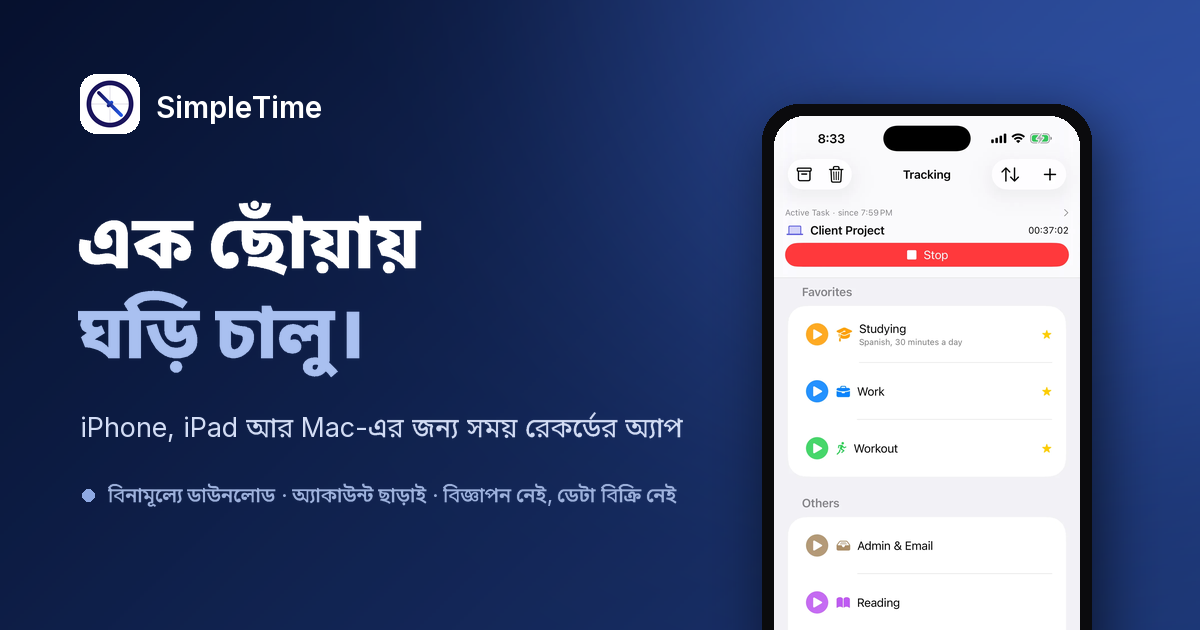 SimpleTime
এক ছোঁয়ায়
ঘড়ি চালু।
iPhone, iPad আর Mac-এর জন্য সময় রেকর্ডের অ্যাপ
বিনামূল্যে ডাউনলোড · অ্যাকাউন্ট ছাড়াই · বিজ্ঞাপন নেই, ডেটা বিক্রি নেই
8:33
Tracking
Active Task · since 7:59 PM
Client Project
00:37:02
Stop
Favorites
Studying
Spanish, 30 minutes a day
Work
Workout
Others
Admin & Email
Reading